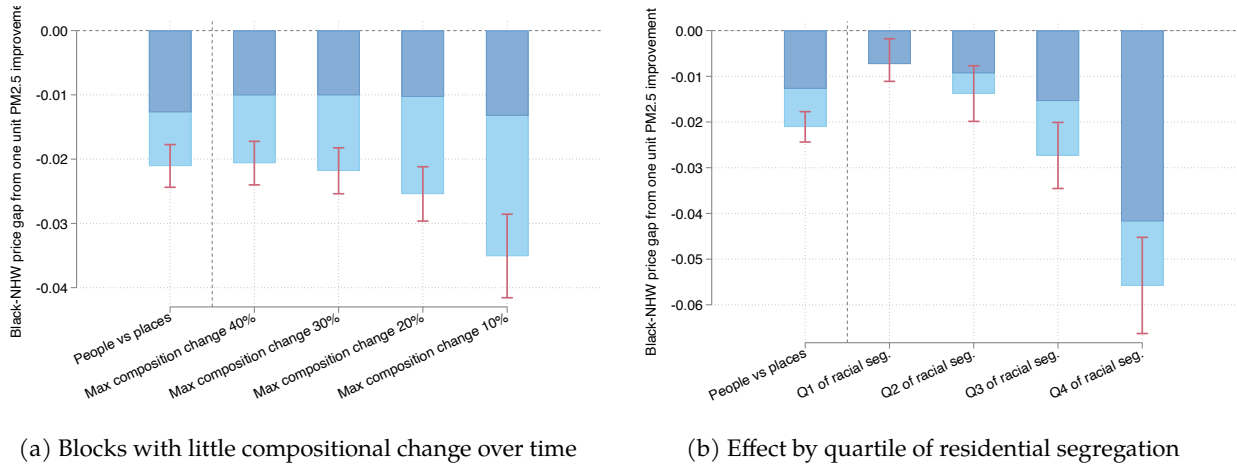 Black-NHW price gap from one unit PM2.5 improvement
0.00
-0.01
-0.02
-0.03
-0.04
People vs places
Max composition change 40%
Max composition change 30%
Max composition change 20%
Max composition change 10%
(a) Blocks with little compositional change over time
Black-NHW price gap from one unit PM2.5 improvement
0.00
-0.01
-0.02
-0.03
-0.04
-0.05
-0.06
People vs places
Q1 of racial seg.
Q2 of racial seg.
Q3 of racial seg.
Q4 of racial seg.
(b) Effect by quartile of residential segregation